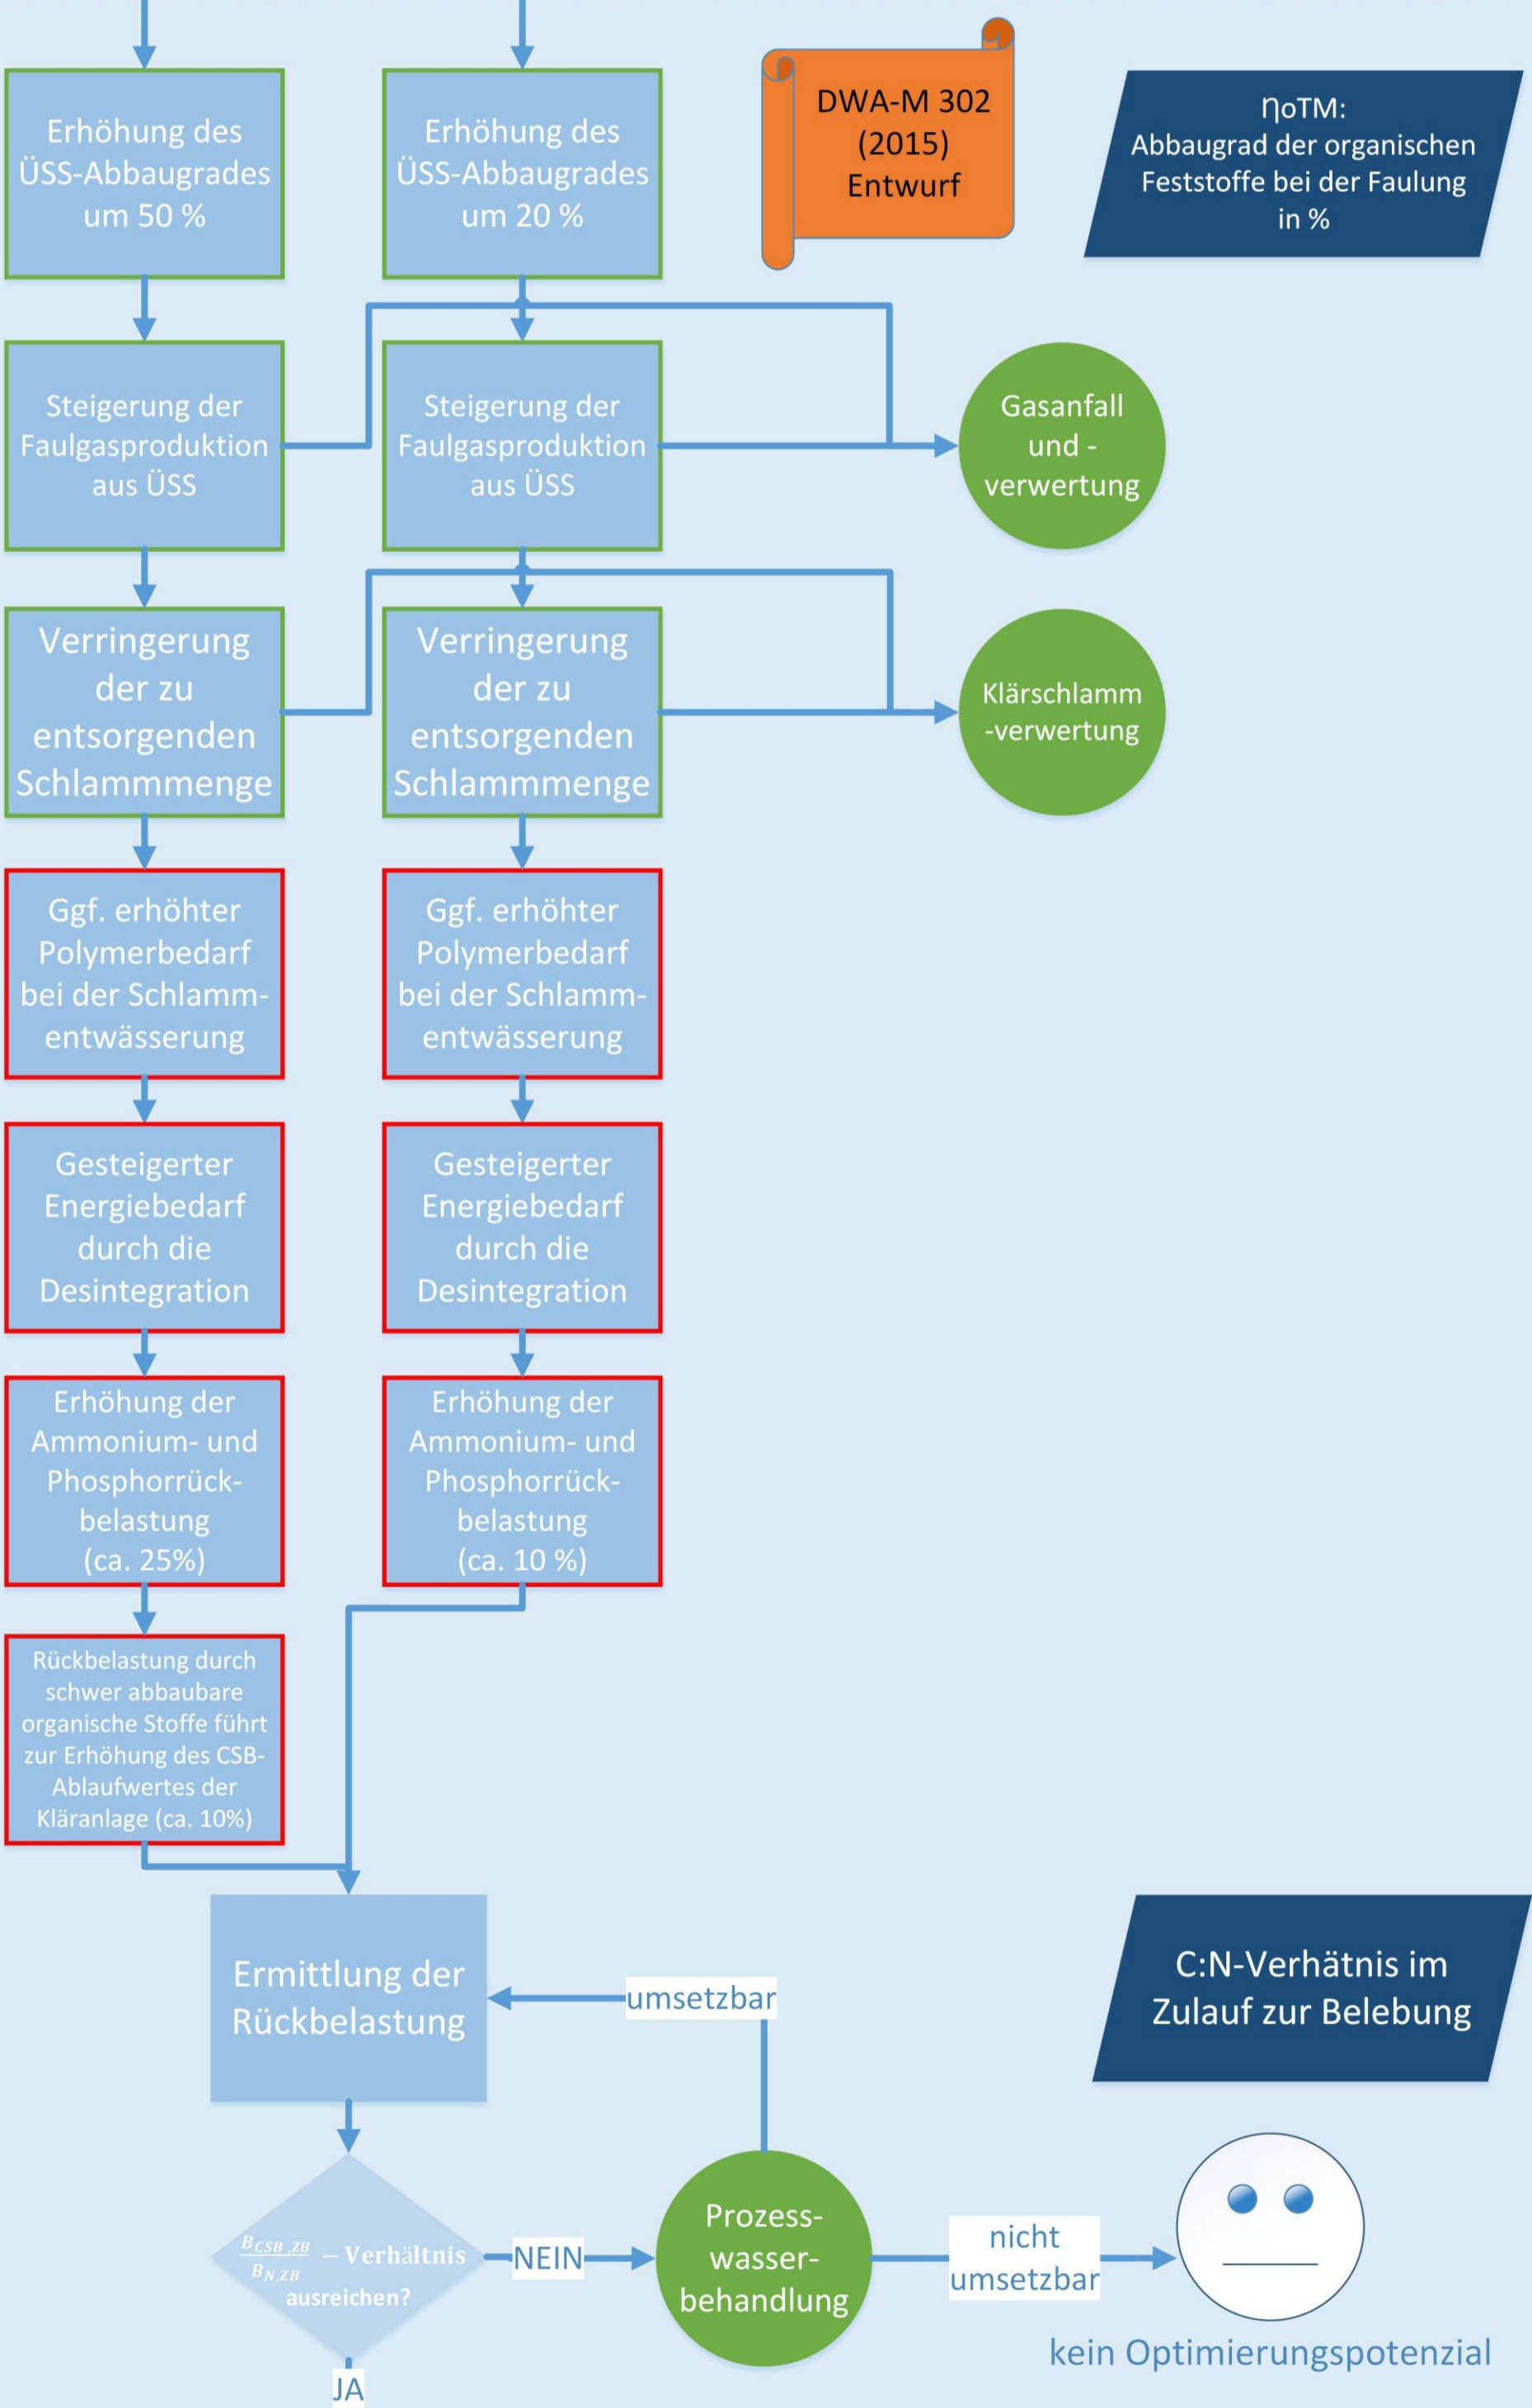 Erhöhung des
ÜSS-Abbaugrades
um 50 %
Erhöhung des
ÜSS-Abbaugrades
um 20 %
DWA-M 302
(2015)
Entwurf
ηoTM:
Abbaugrad der organischen
Feststoffe bei der Faulung
in %
Steigerung der
Faulgasproduktion
aus ÜSS
Steigerung der
Faulgasproduktion
aus ÜSS
Gasanfall
und -
verwertung
Verringerung
der zu
entsorgenden
Schlammmenge
Verringerung
der zu
entsorgenden
Schlammmenge
Klärschlamm
-verwertung
Ggf. erhöhter
Polymerbedarf
bei der Schlamm-
entwässerung
Ggf. erhöhter
Polymerbedarf
bei der Schlamm-
entwässerung
Gesteigerter
Energiebedarf
durch die
Desintegration
Gesteigerter
Energiebedarf
durch die
Desintegration
Erhöhung der
Ammonium- und
Phosphorrück-
belastung
(ca. 25%)
Erhöhung der
Ammonium- und
Phosphorrück-
belastung
(ca. 10 %)
Rückbelastung durch
schwer abbaubare
organische Stoffe führt
zur Erhöhung des CSB-
Ablaufwertes der
Kläranlage (ca. 10%)
Ermittlung der
Rückbelastung
umsetzbar
C:N-Verhätnis im
Zulauf zur Belebung
B_CSB,ZB / B_N,ZB – Verhältnis
ausreichen?
NEIN
Prozess-
wasser-
behandlung
nicht
umsetzbar
kein Optimierungspotenzial
JA